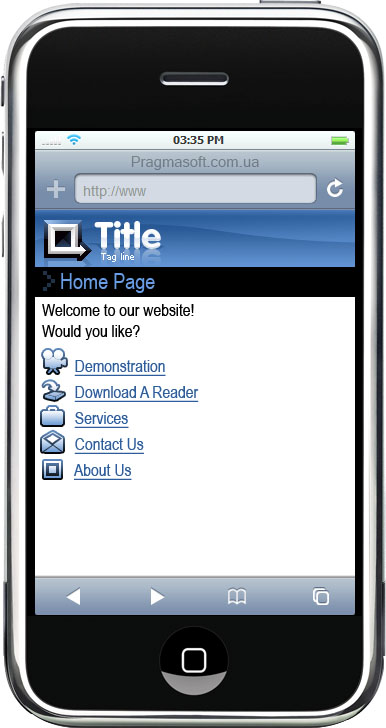 03:35 PM
Pragmasoft.com.ua
http://www
Title
Tag line
Home Page
Welcome to our website!
Would you like?
Demonstration
Download A Reader
Services
Contact Us
About Us